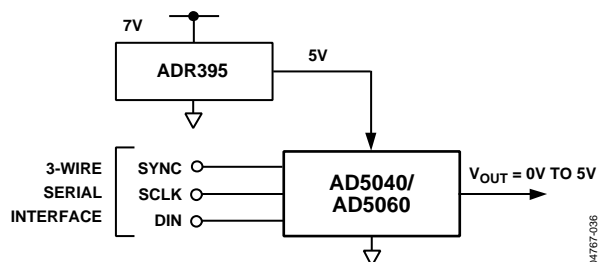 7V
ADR395
5V
3-WIRE
SERIAL
INTERFACE
SYNC
SCLK
DIN
AD5040/
AD5060
VOUT = 0V TO 5V
04767-036